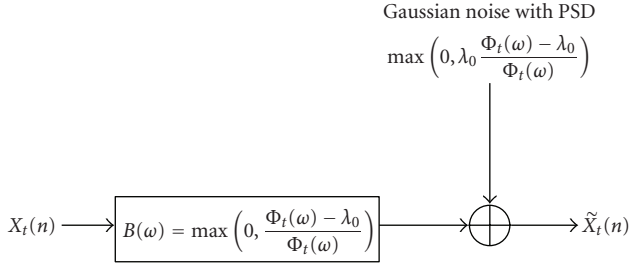 Gaussian noise with PSD
max (0, λ₀ (Φₜ(ω) − λ₀) / Φₜ(ω))
Xₜ(n)
B(ω) = max (0, (Φₜ(ω) − λ₀) / Φₜ(ω))
X̃ₜ(n)